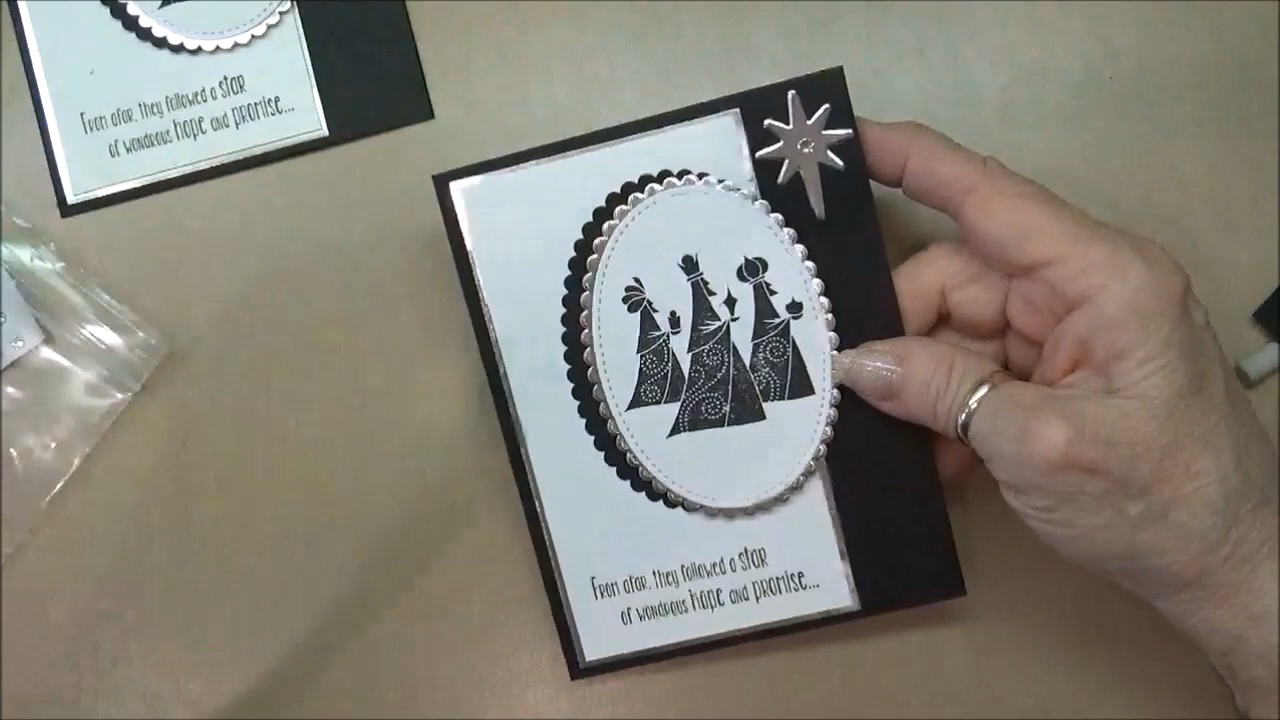 From afar, they followed a star
of wondrous hope and promise...
From afar, they followed a star
of wondrous hope and promise...